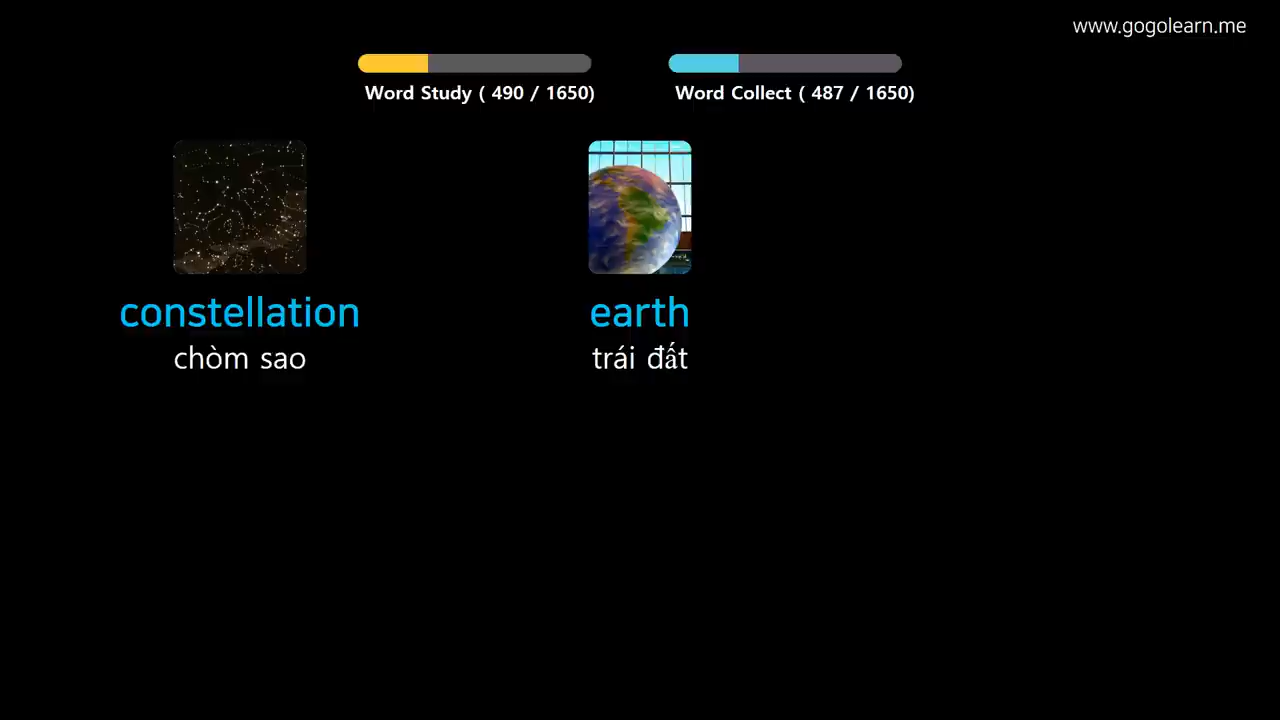 www.gogolearn.me
Word Study ( 490 / 1650)
Word Collect ( 487 / 1650)
constellation
chòm sao
earth
trái đất